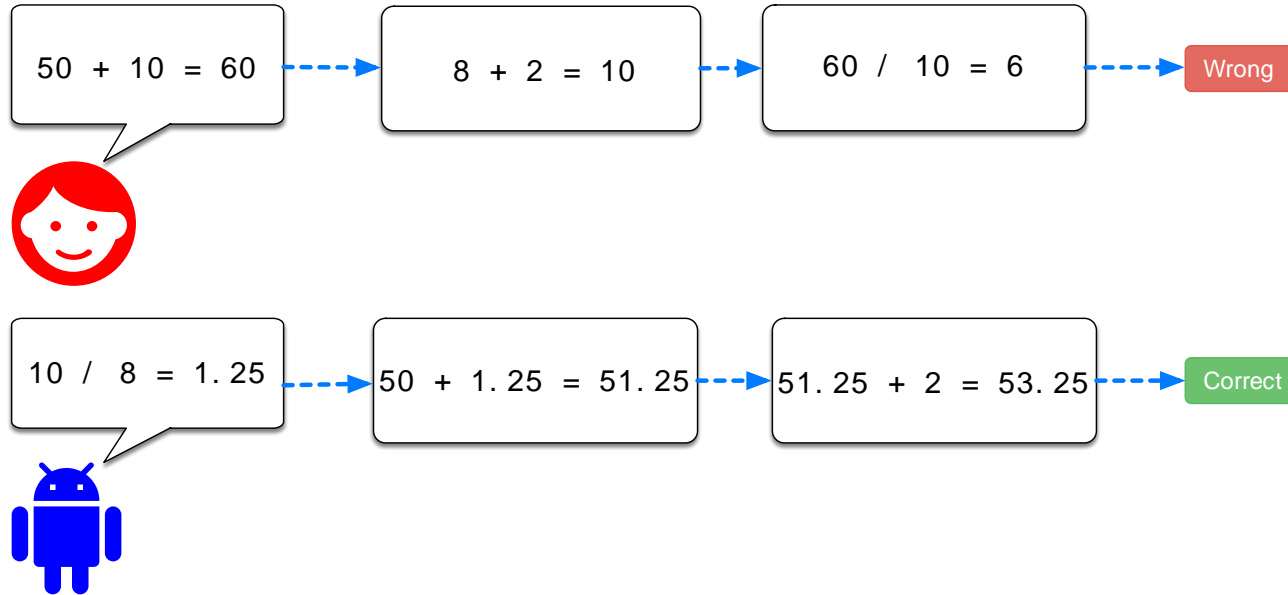 50 + 10 = 60
8 + 2 = 10
60 / 10 = 6
Wrong
10 / 8 = 1.25
50 + 1.25 = 51.25
51.25 + 2 = 53.25
Correct